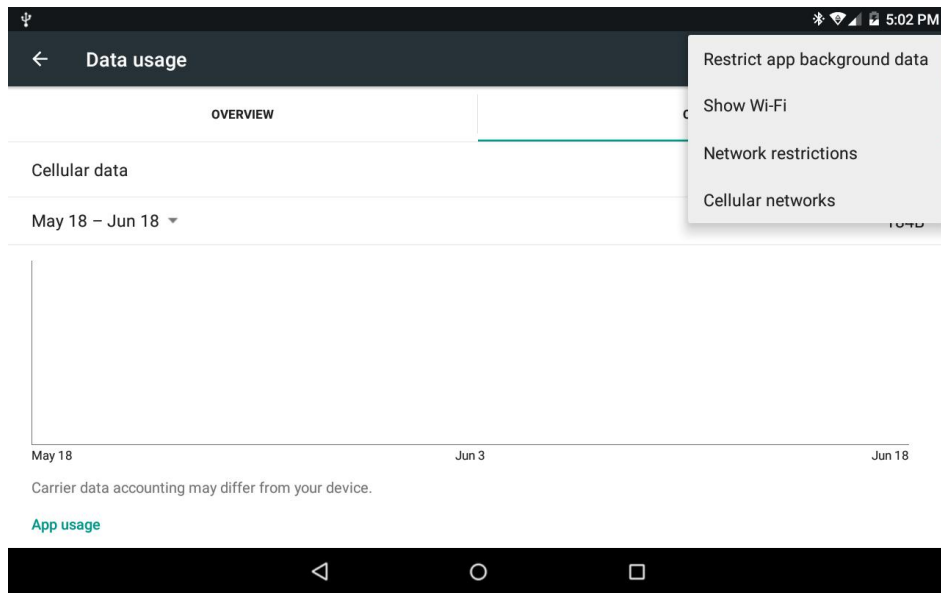 5:02 PM
Data usage
Restrict app background data
Show Wi-Fi
Network restrictions
Cellular networks
OVERVIEW
Cellular data
May 18 – Jun 18
May 18
Jun 3
Jun 18
Carrier data accounting may differ from your device.
App usage